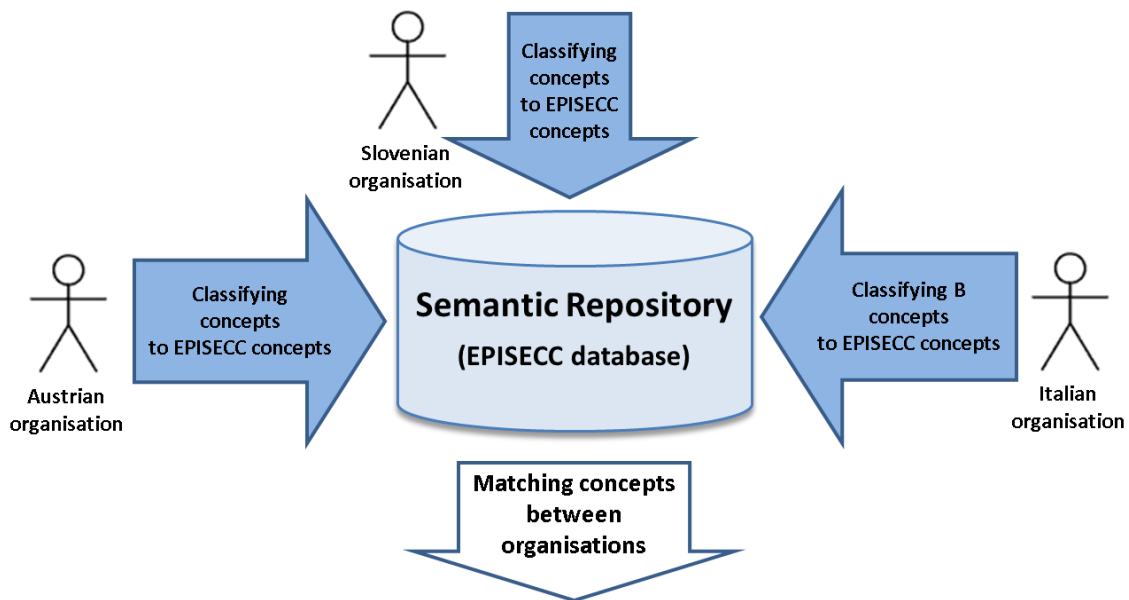 Classifying
concepts
to EPISECC
concepts
Slovenian
organisation
Classifying
concepts
to EPISECC concepts
Austrian
organisation
Semantic Repository
(EPISECC database)
Classifying B
concepts
to EPISECC concepts
Italian
organisation
Matching concepts
between
organisations